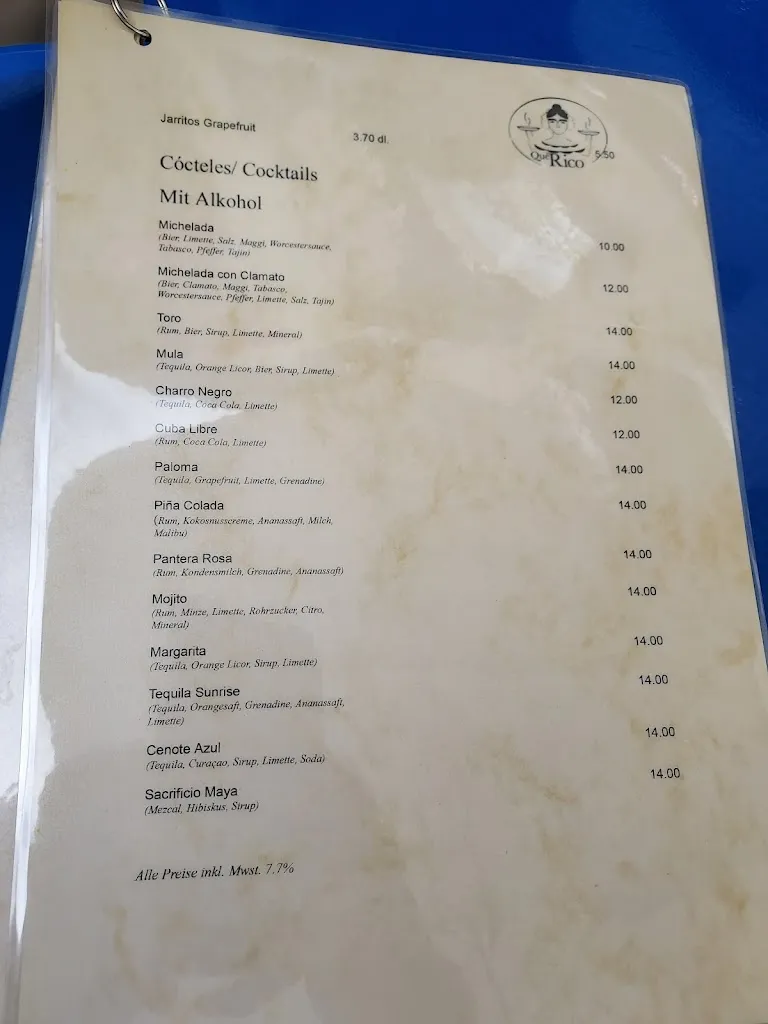 Jarritos Grapefruit 3.70 dl. 5.50
Qué Rico
Cócteles/ Cocktails
Mit Alkohol
Michelada 10.00
(Bier, Limette, Salz, Maggi, Worcestersauce,
Tabasco, Pfeffer, Tajin)
Michelada con Clamato 12.00
(Bier, Clamato, Maggi, Tabasco,
Worcestersauce, Pfeffer, Limette, Salz, Tajin)
Toro 14.00
(Rum, Bier, Sirup, Limette, Mineral)
Mula 14.00
(Tequila, Orange Licor, Bier, Sirup, Limette)
Charro Negro 12.00
(Tequila, Coca Cola, Limette)
Cuba Libre 12.00
(Rum, Coca Cola, Limette)
Paloma 14.00
(Tequila, Grapefruit, Limette, Grenadine)
Piña Colada 14.00
(Rum, Kokosnusscreme, Ananassaft, Milch,
Malibu)
Pantera Rosa 14.00
(Rum, Kondensmilch, Grenadine, Ananassaft)
Mojito 14.00
(Rum, Minze, Limette, Rohrzucker, Citro,
Mineral)
Margarita 14.00
(Tequila, Orange Licor, Sirup, Limette)
Tequila Sunrise 14.00
(Tequila, Orangesaft, Grenadine, Ananassaft,
Limette)
Cenote Azul 14.00
(Tequila, Curaçao, Sirup, Limette, Soda)
Sacrificio Maya 14.00
(Mezcal, Hibiskus, Sirup)
Alle Preise inkl. Mwst. 7.7%